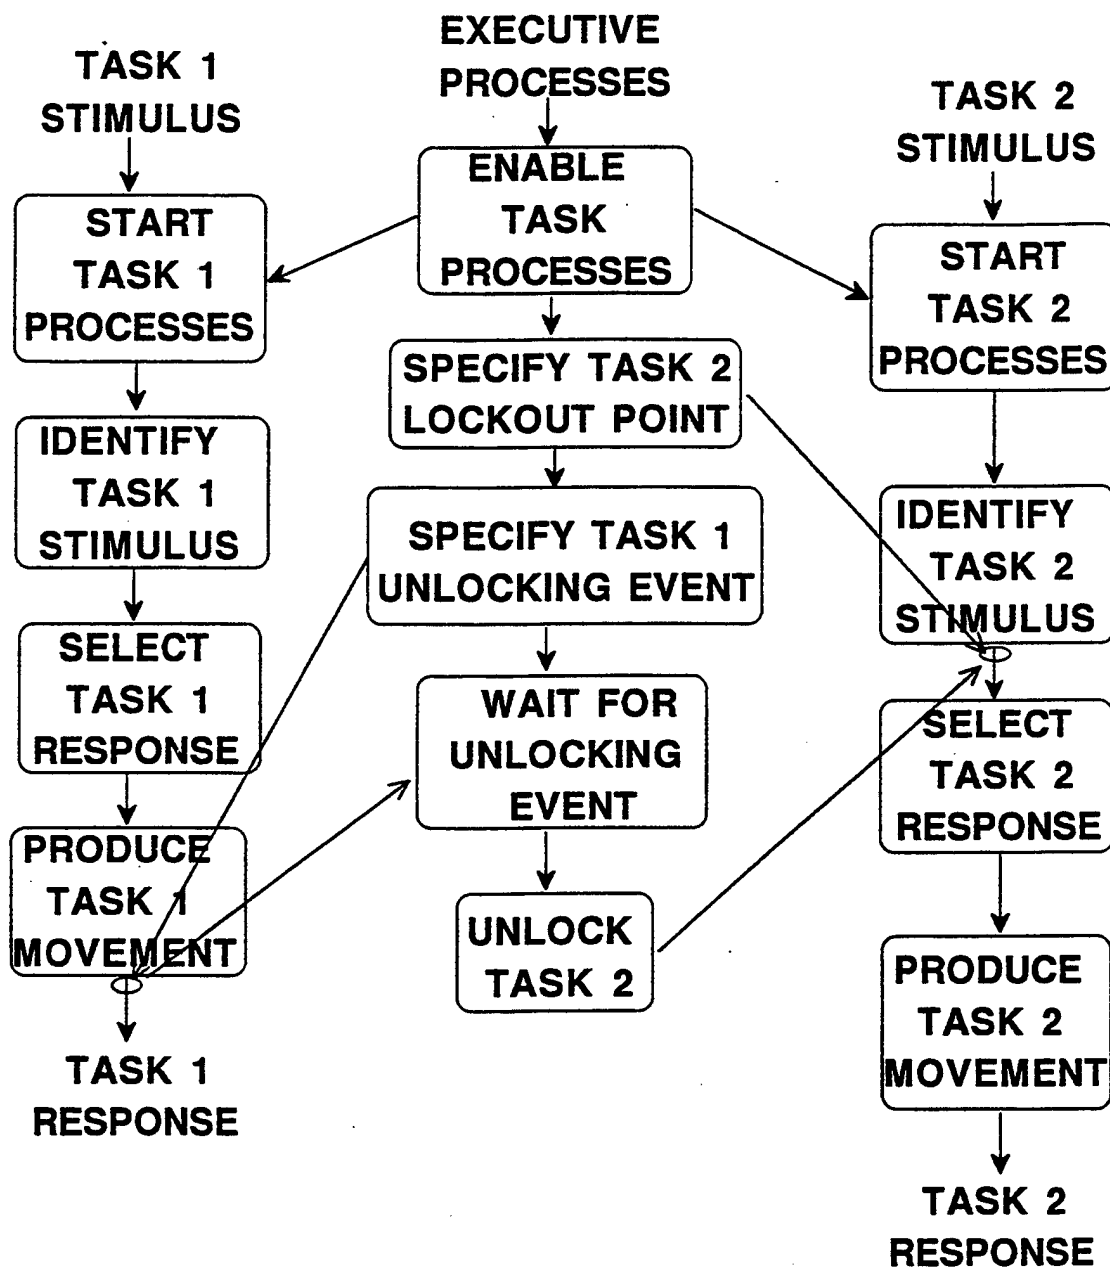 TASK 1
STIMULUS
START
TASK 1
PROCESSES
IDENTIFY
TASK 1
STIMULUS
SELECT
TASK 1
RESPONSE
PRODUCE
TASK 1
MOVEMENT
TASK 1
RESPONSE
EXECUTIVE
PROCESSES
ENABLE
TASK
PROCESSES
SPECIFY TASK 2
LOCKOUT POINT
SPECIFY TASK 1
UNLOCKING EVENT
WAIT FOR
UNLOCKING
EVENT
UNLOCK
TASK 2
TASK 2
STIMULUS
START
TASK 2
PROCESSES
IDENTIFY
TASK 2
STIMULUS
SELECT
TASK 2
RESPONSE
PRODUCE
TASK 2
MOVEMENT
TASK 2
RESPONSE